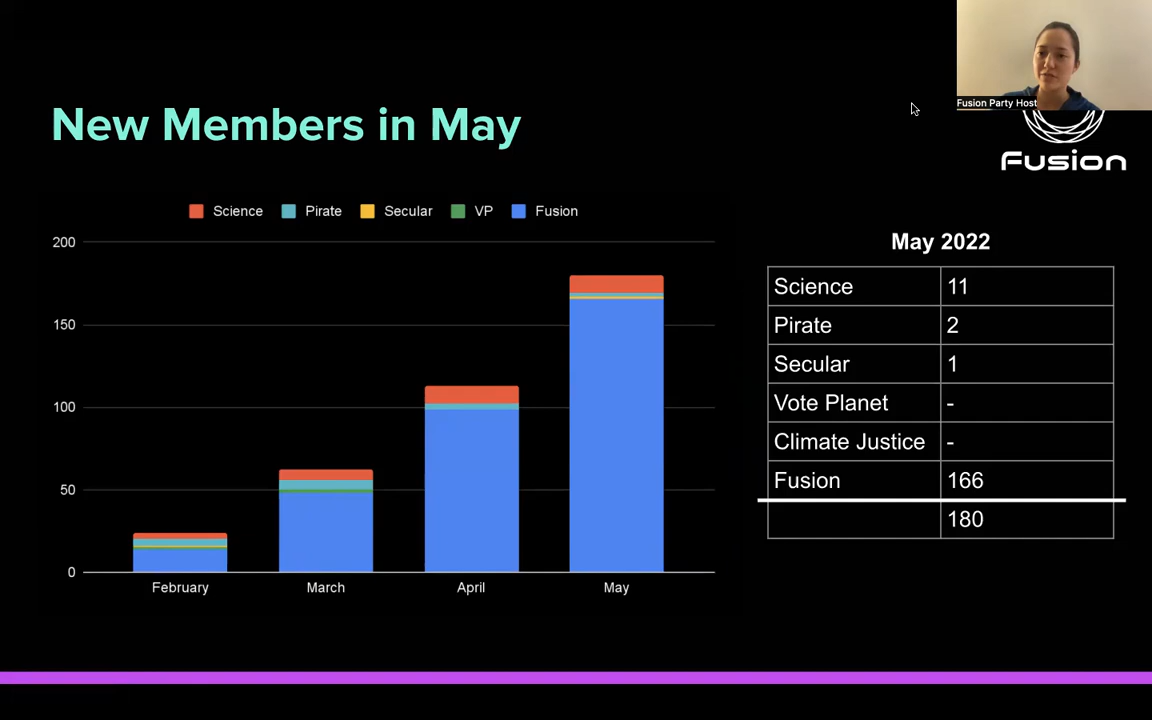 Fusion Party Host
New Members in May
Fusion
Science Pirate Secular VP Fusion
200
150
100
50
0
February March April May
May 2022
Science 11
Pirate 2
Secular 1
Vote Planet -
Climate Justice -
Fusion 166
180